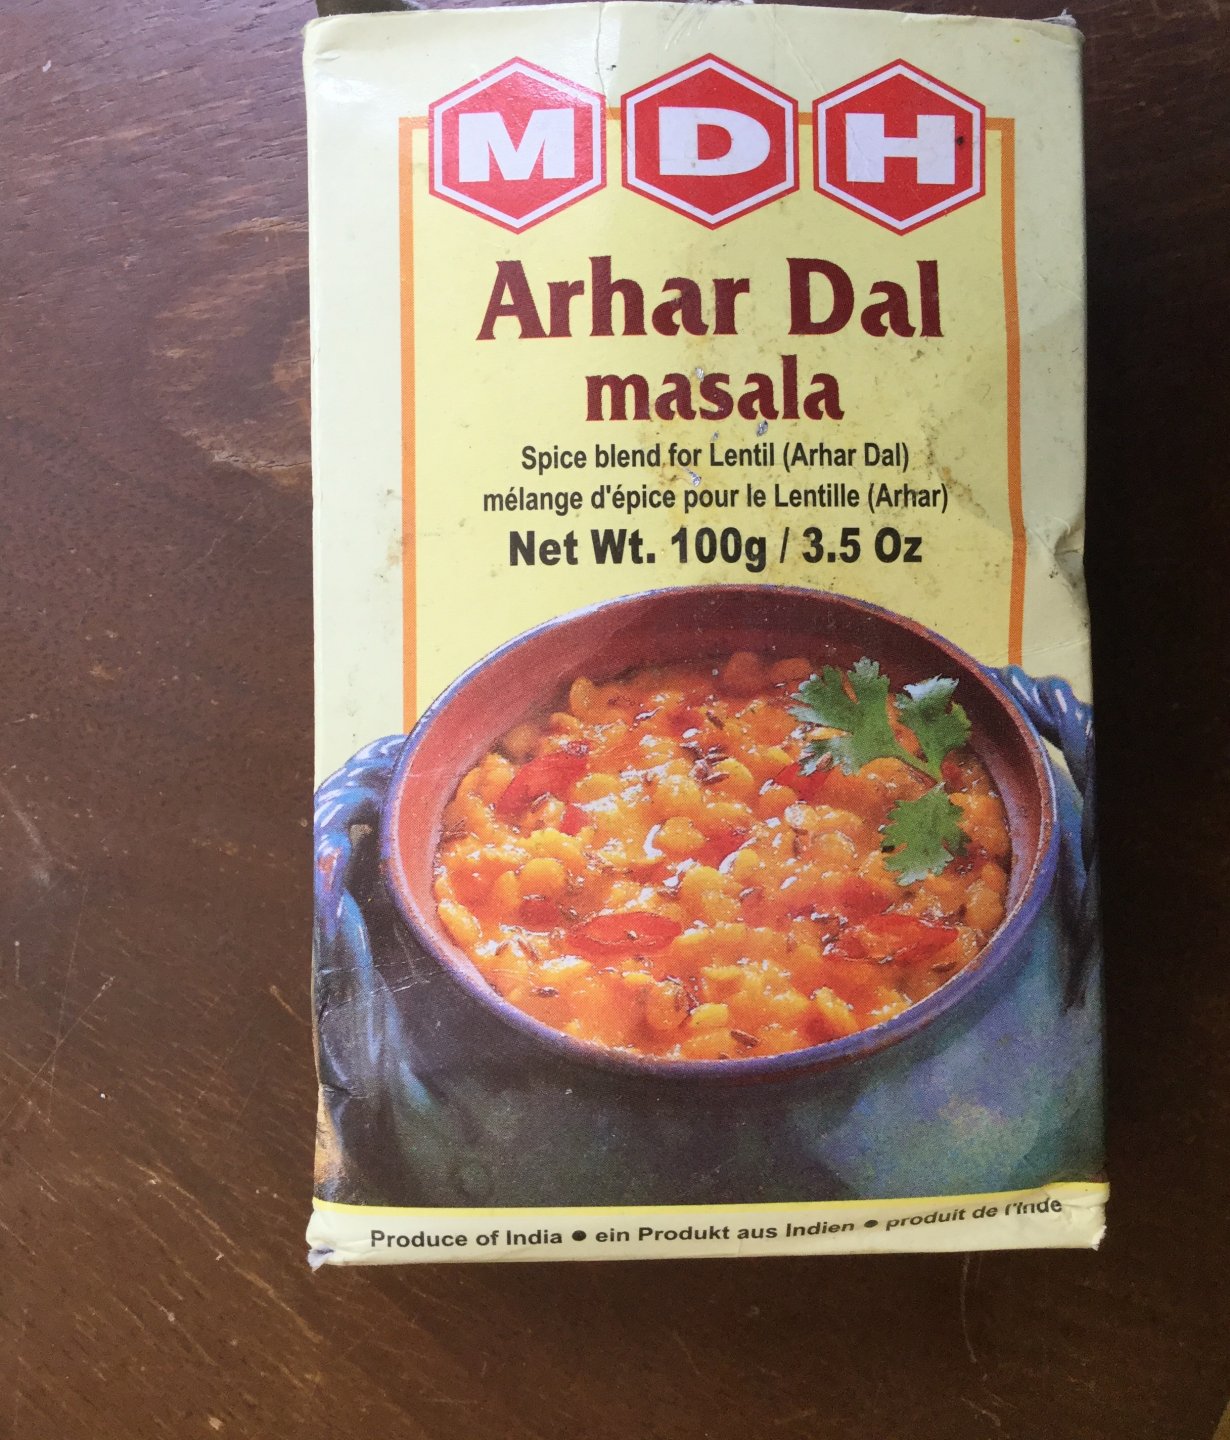 MDH
Arhar Dal
masala
Spice blend for Lentil (Arhar Dal)
mélange d'épice pour le Lentille (Arhar)
Net Wt. 100g / 3.5 Oz
Produce of India ● ein Produkt aus Indien ● produit de l'Inde